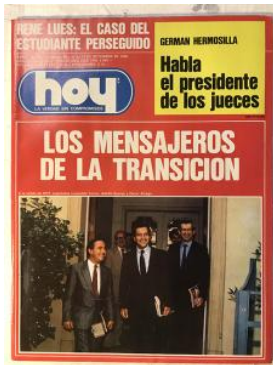 RENE LUES: EL CASO DEL
ESTUDIANTE PERSEGUIDO
GERMAN HERMOSILLA
Habla
el presidente
de los jueces
hoy
LA VERDAD SIN COMPROMISOS
LOS MENSAJEROS
DE LA TRANSICION